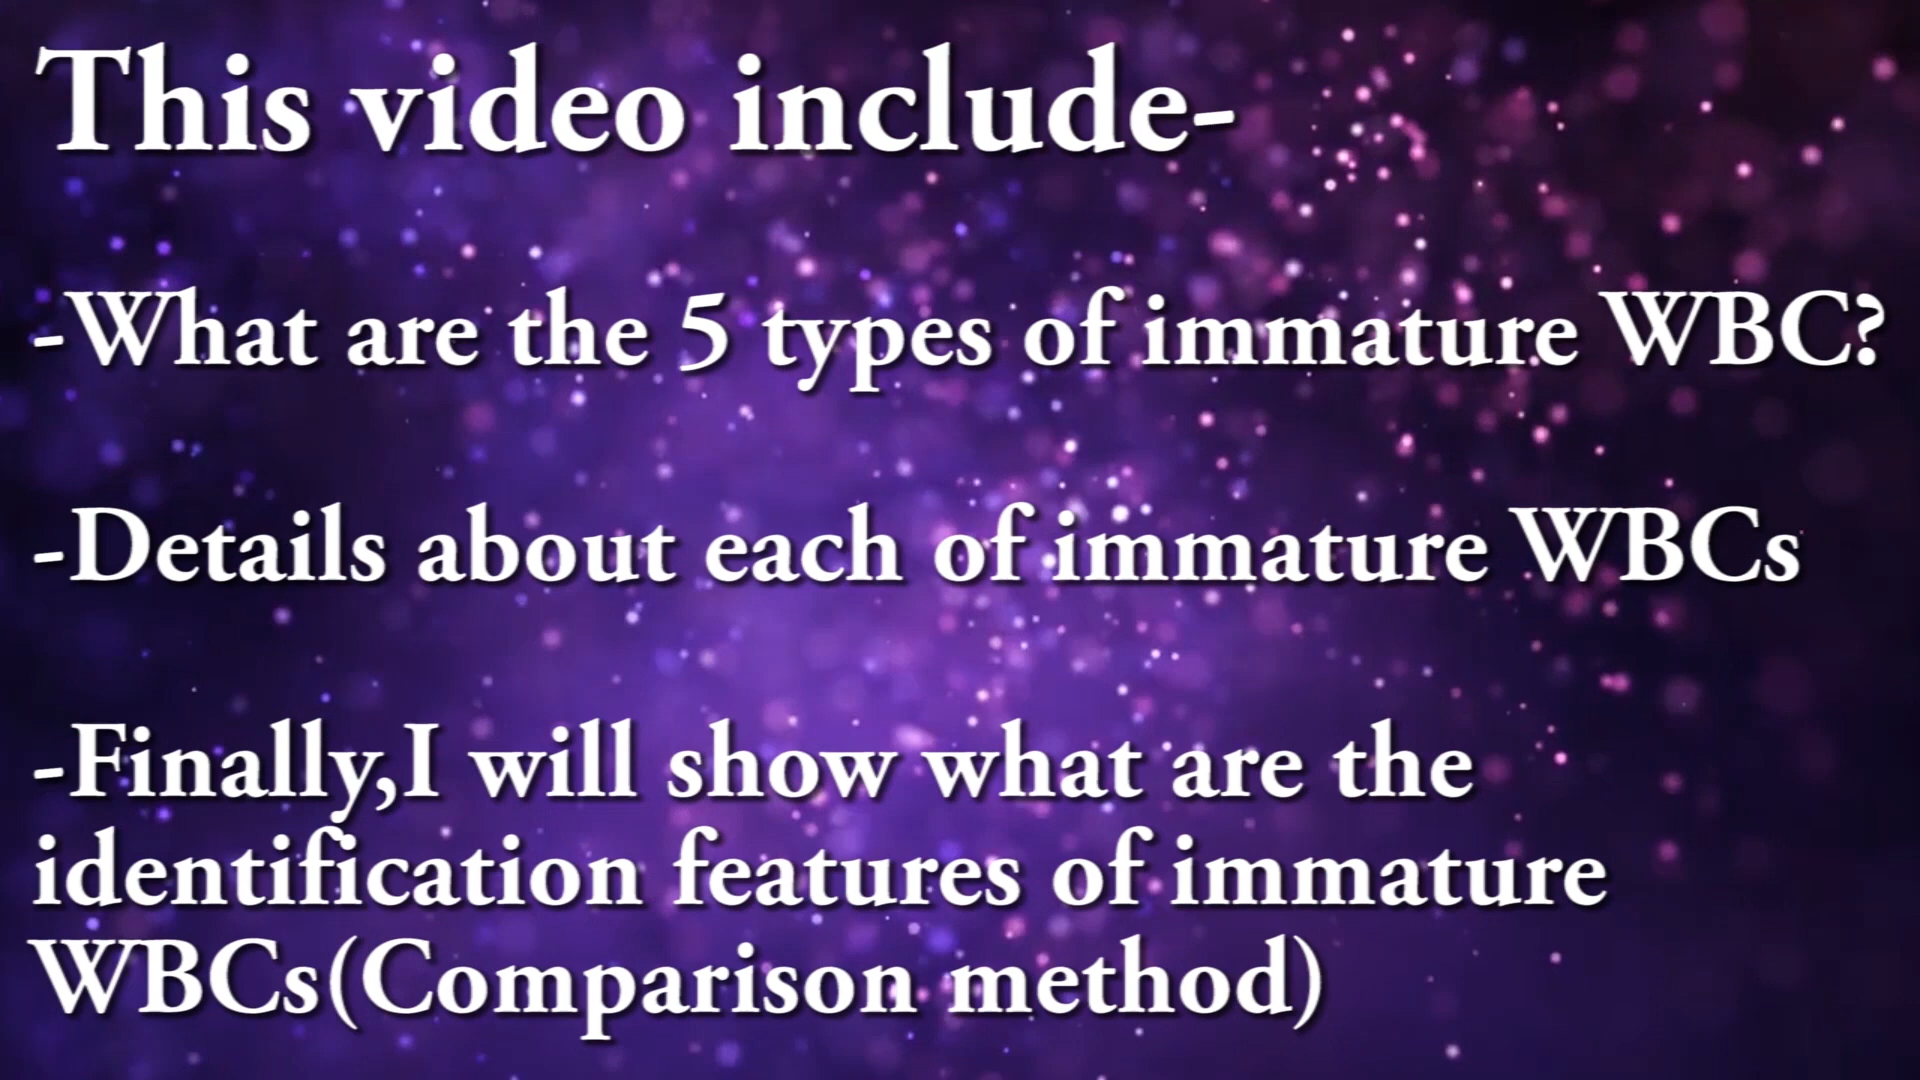 This video include-
-What are the 5 types of immature WBC?
-Details about each of immature WBCs
-Finally,I will show what are the
identification features of immature
WBCs(Comparison method)